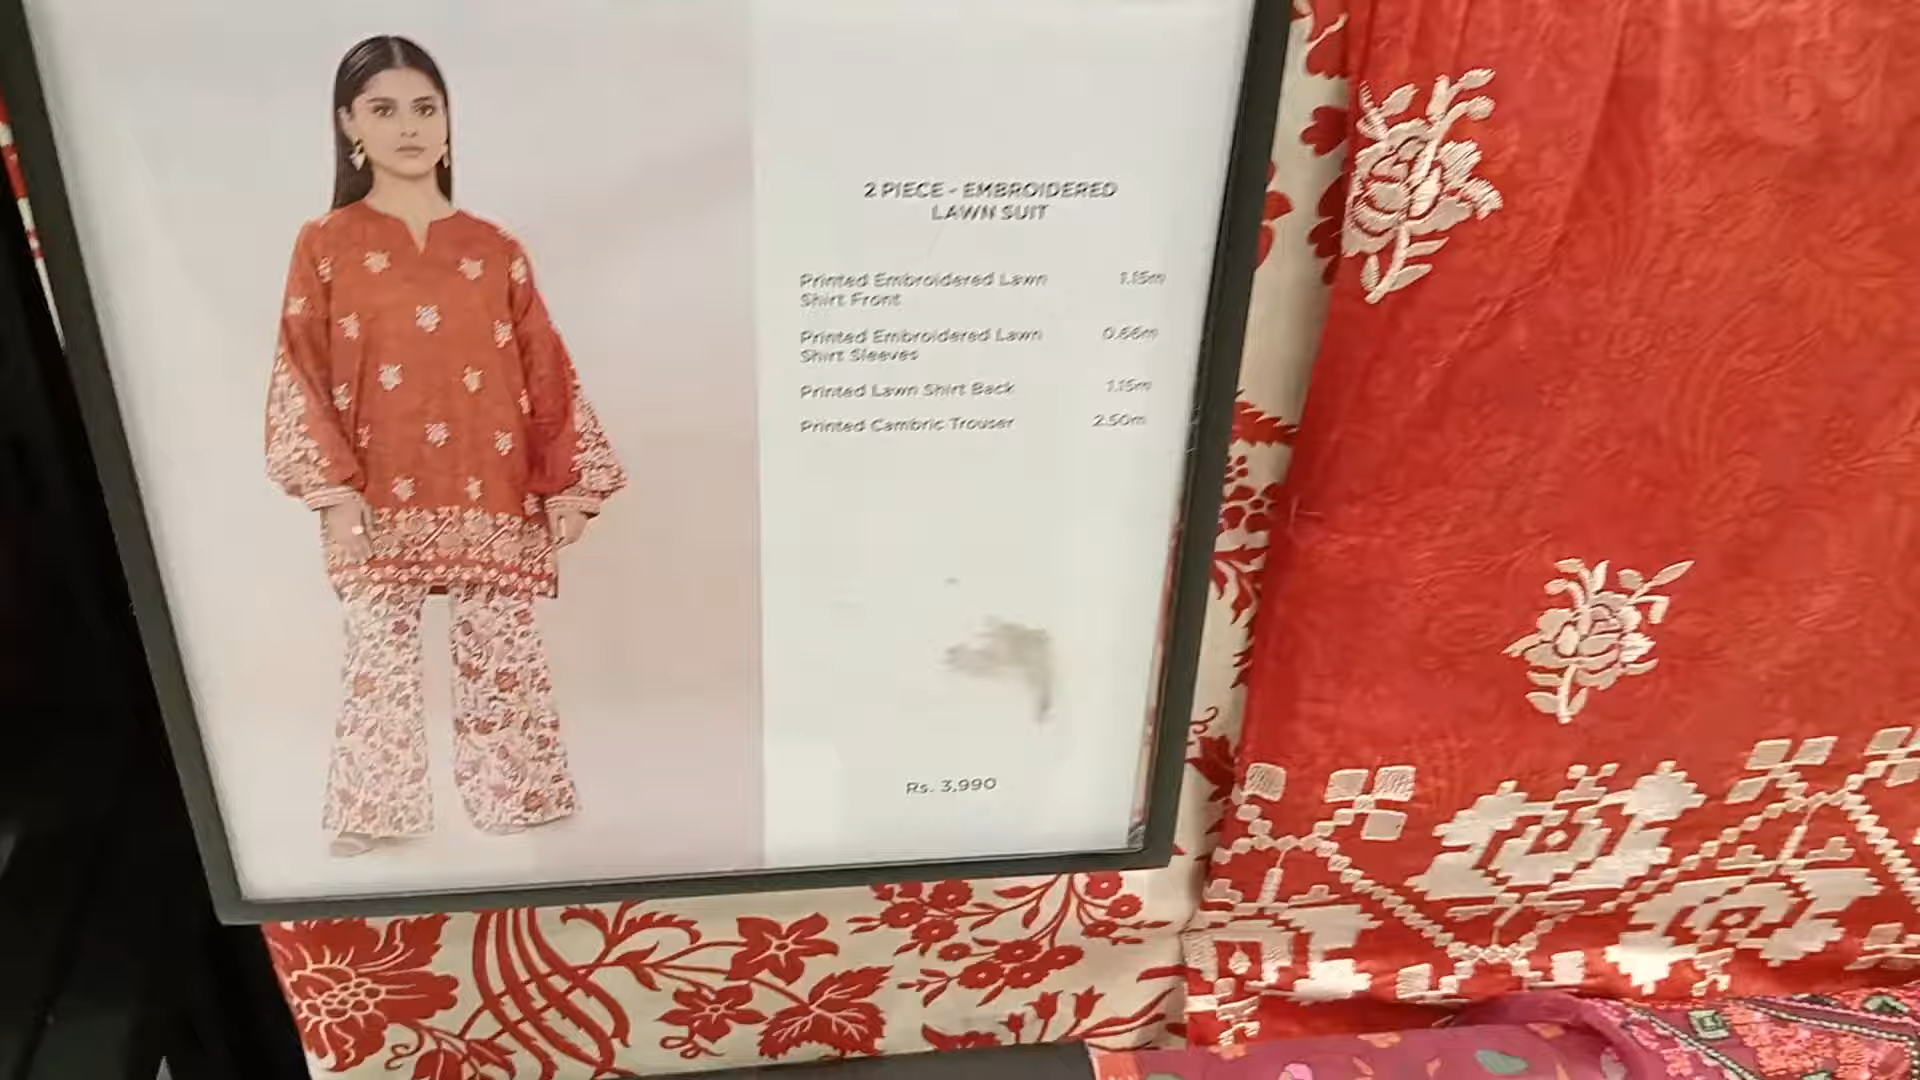 2 PIECE - EMBROIDERED
LAWN SUIT
Printed Embroidered Lawn 1.15m
Shirt Front
Printed Embroidered Lawn 0.66m
Shirt Sleeves
Printed Lawn Shirt Back 1.15m
Printed Cambric Trouser 2.50m
Rs. 3,990